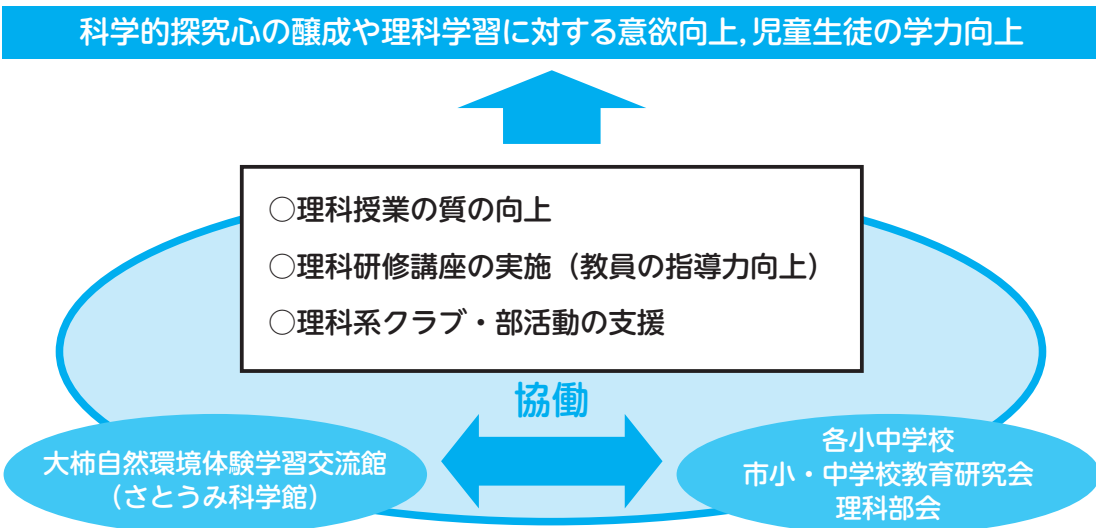 科学的探究心の醸成や理科学習に対する意欲向上,児童生徒の学力向上
○理科授業の質の向上
○理科研修講座の実施（教員の指導力向上）
○理科系クラブ・部活動の支援
協働
大柿自然環境体験学習交流館
（さとうみ科学館）
各小中学校
市小・中学校教育研究会
理科部会